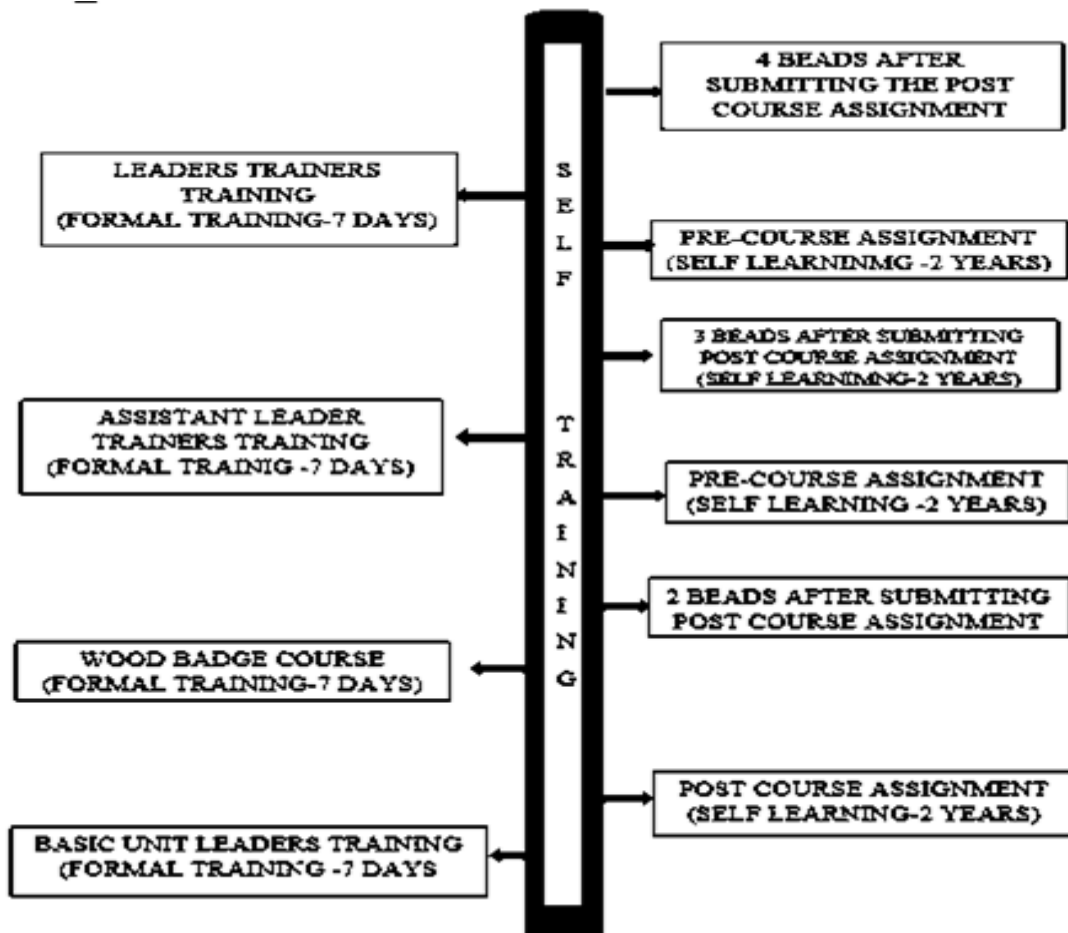 4 BEADS AFTER
SUBMITTING THE POST
COURSE ASSIGNMENT
LEADERS TRAINERS
TRAINING
(FORMAL TRAINING-7 DAYS)
PRE-COURSE ASSIGNMENT
(SELF LEARNINMG -2 YEARS)
3 BEADS AFTER SUBMITTING
POST COURSE ASSIGNMENT
(SELF LEARNIMNG-2 YEARS)
ASSISTANT LEADER
TRAINERS TRAINING
(FORMAL TRAINIG -7 DAYS)
PRE-COURSE ASSIGNMENT
(SELF LEARNING -2 YEARS)
2 BEADS AFTER SUBMITTING
POST COURSE ASSIGNMENT
WOOD BADGE COURSE
(FORMAL TRAINING-7 DAYS)
POST COURSE ASSIGNMENT
(SELF LEARNING-2 YEARS)
BASIC UNIT LEADERS TRAINING
(FORMAL TRAINING -7 DAYS
SELF TRAINING